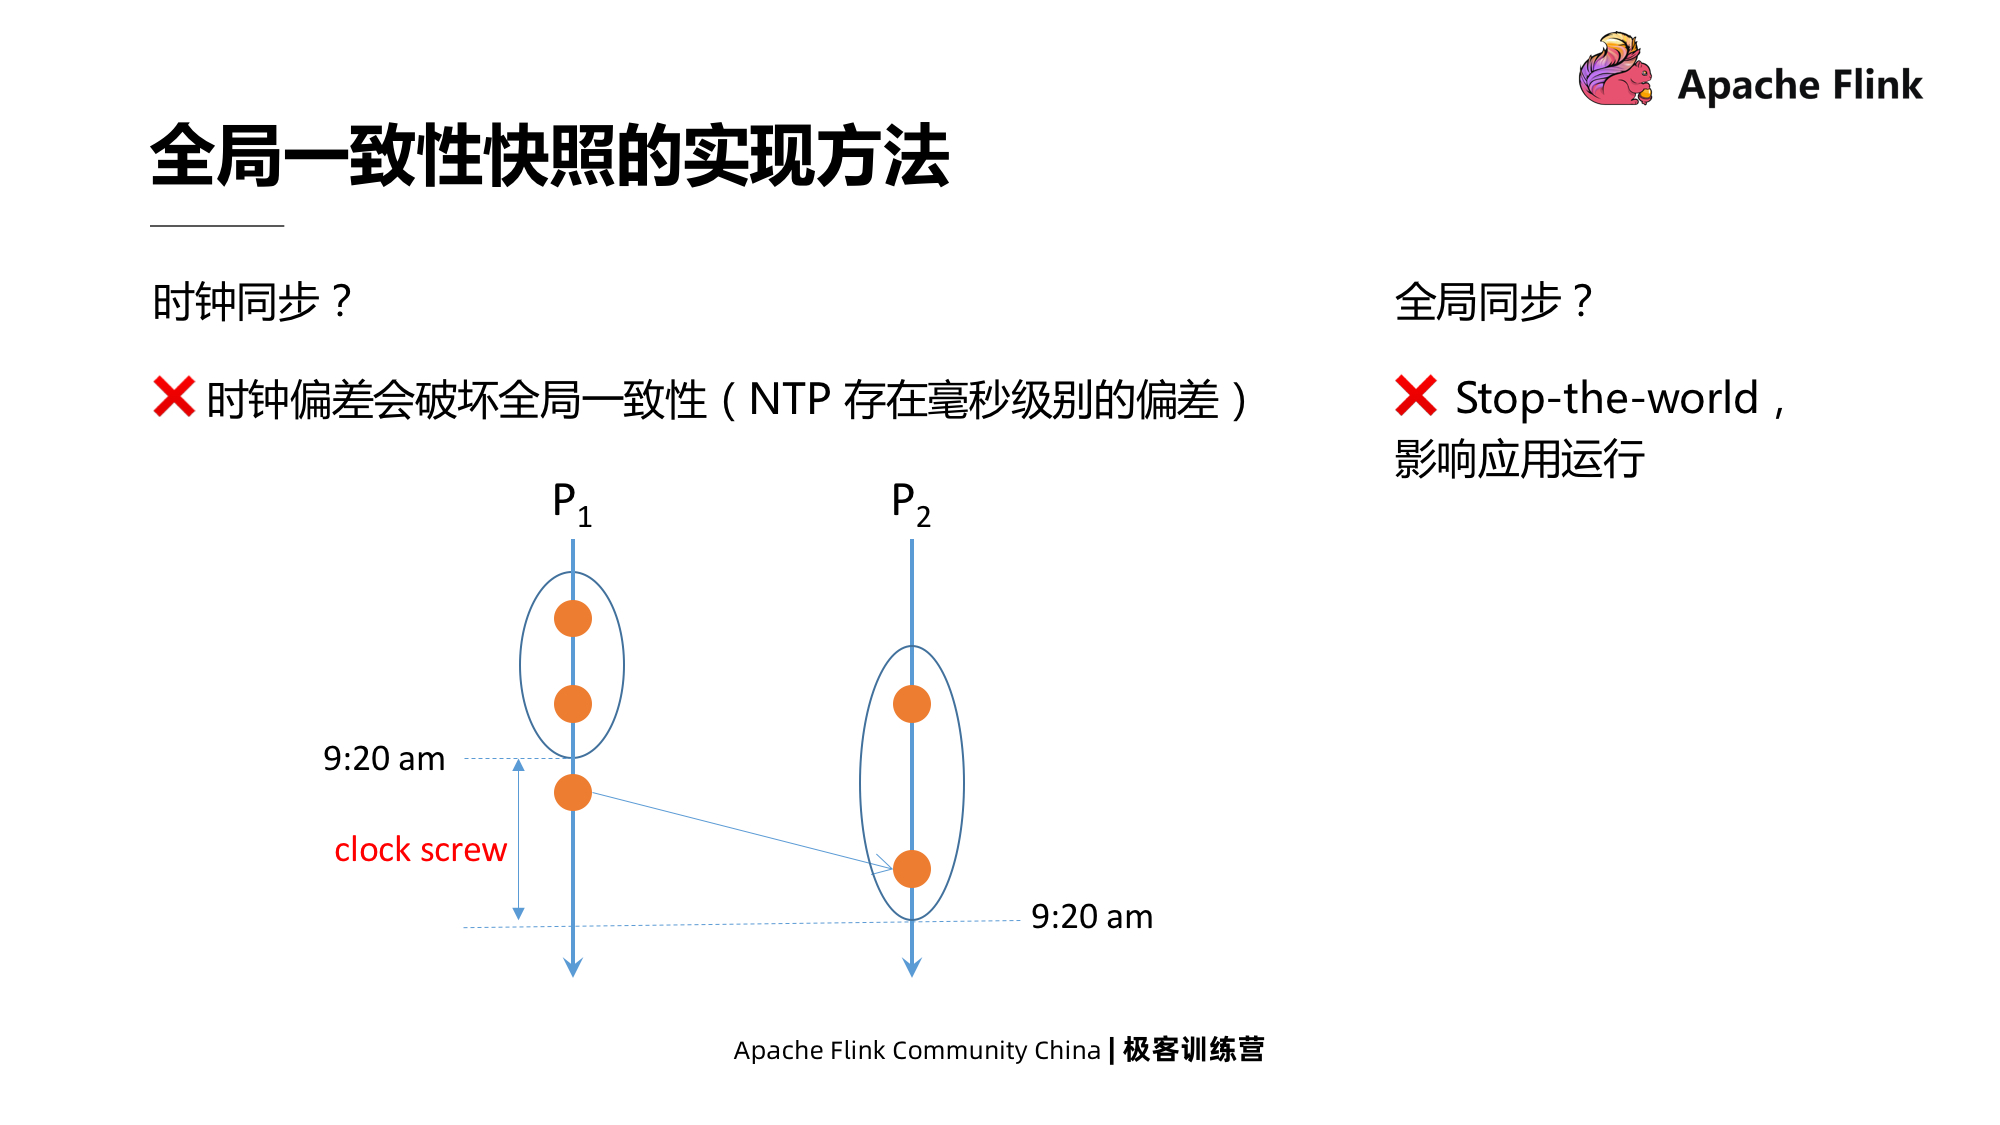 Apache Flink
全局一致性快照的实现方法
时钟同步？
❌ 时钟偏差会破坏全局一致性（NTP 存在毫秒级别的偏差）
全局同步？
❌ Stop-the-world，
影响应用运行
P₁
P₂
9:20 am
clock screw
9:20 am
Apache Flink Community China | 极客训练营